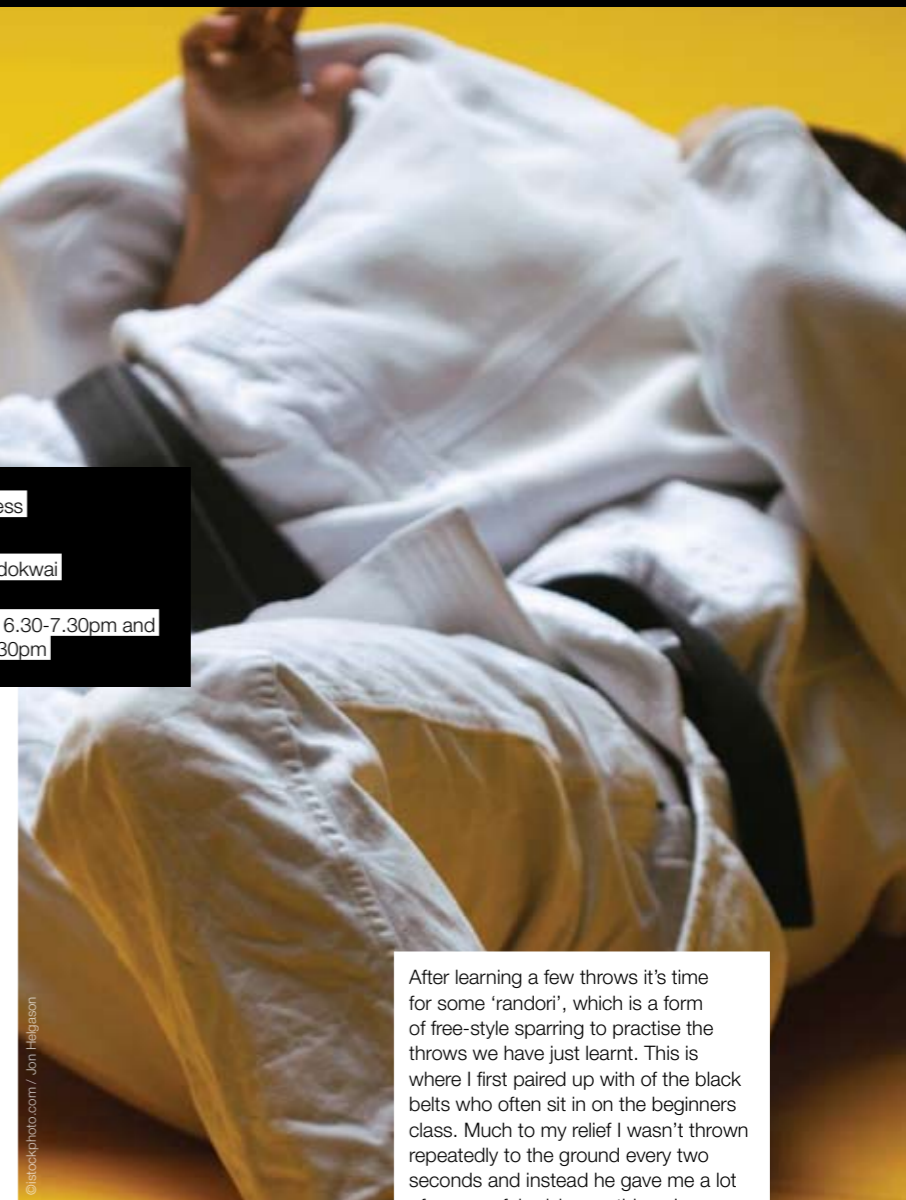 6.30-7.30pm and
After learning a few throws it’s time
for some ‘randori’, which is a form
of free-style sparring to practise the
throws we have just learnt. This is
where I first paired up with of the black
belts who often sit in on the beginners
class. Much to my relief I wasn’t thrown
repeatedly to the ground every two
seconds and instead he gave me a lot
©istockphoto.com / Jon Helgason